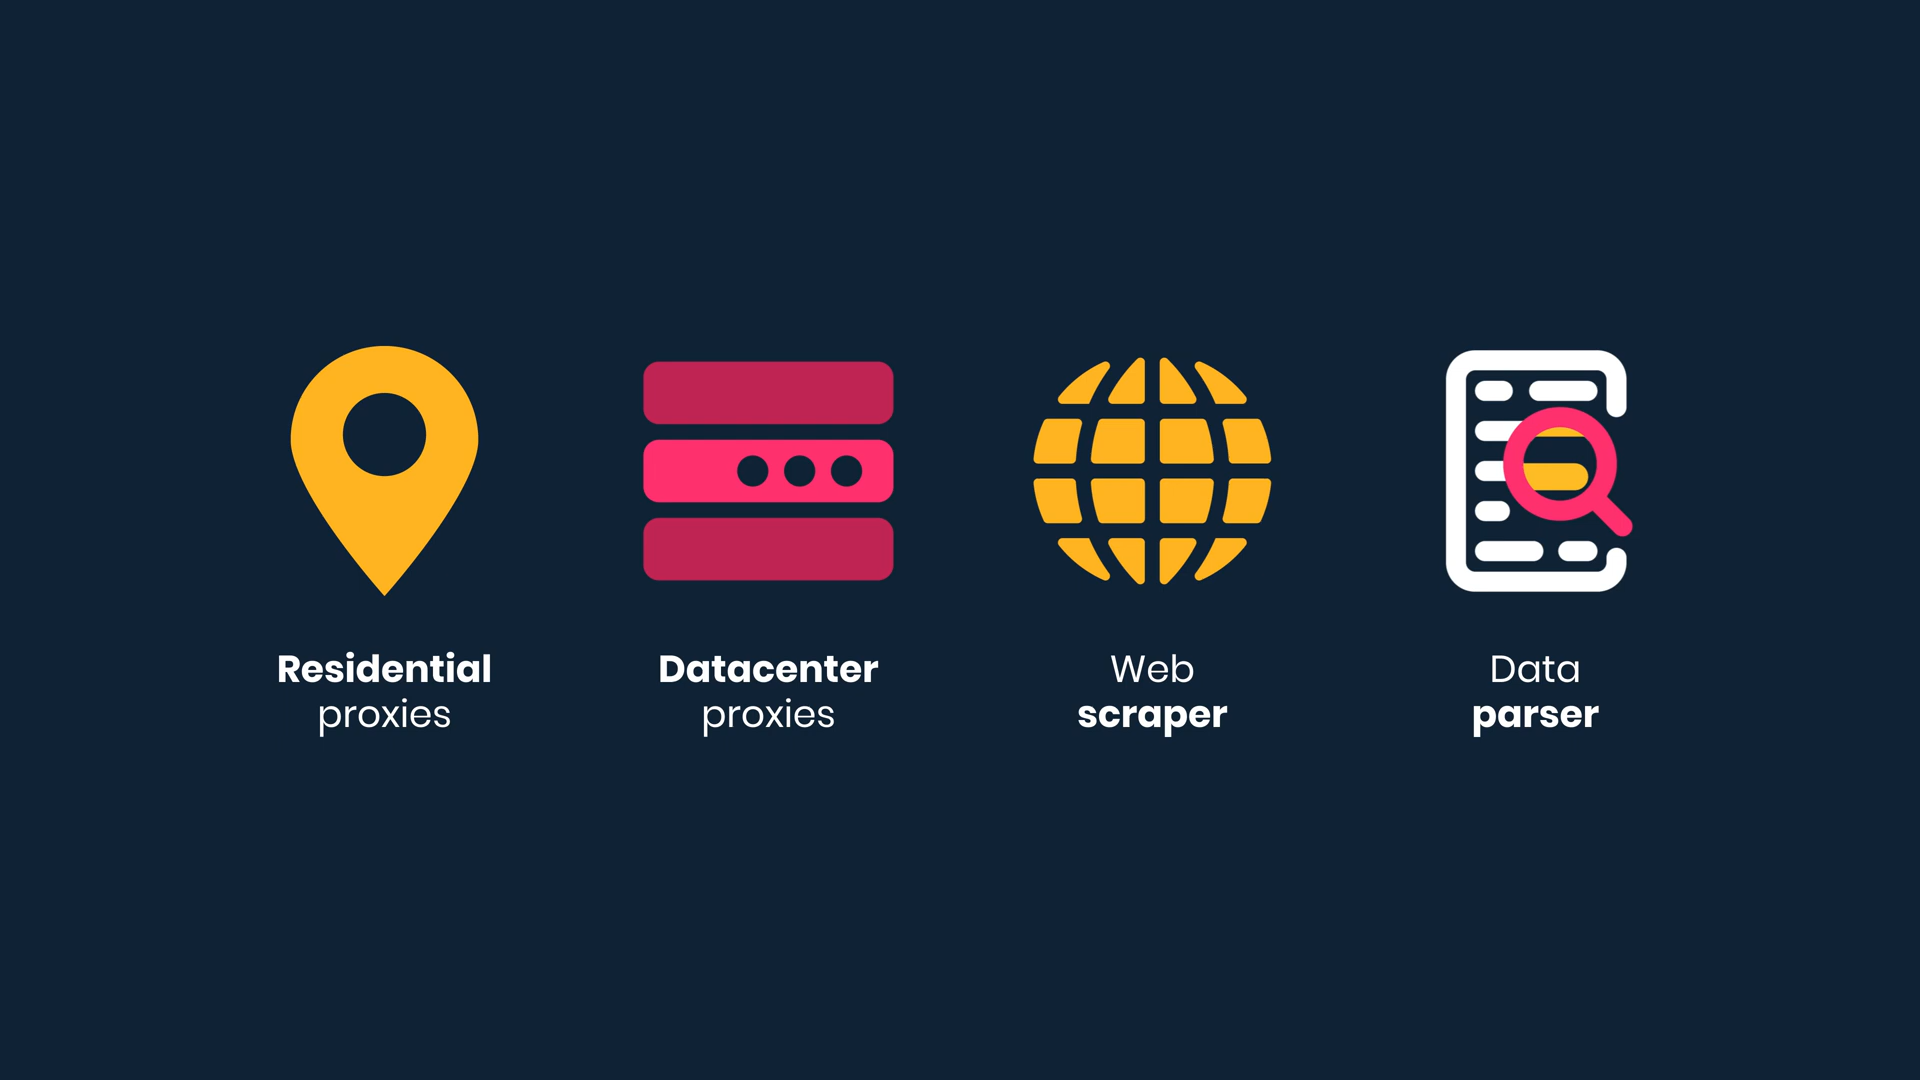 Residential
proxies
Datacenter
proxies
Web
scraper
Data
parser